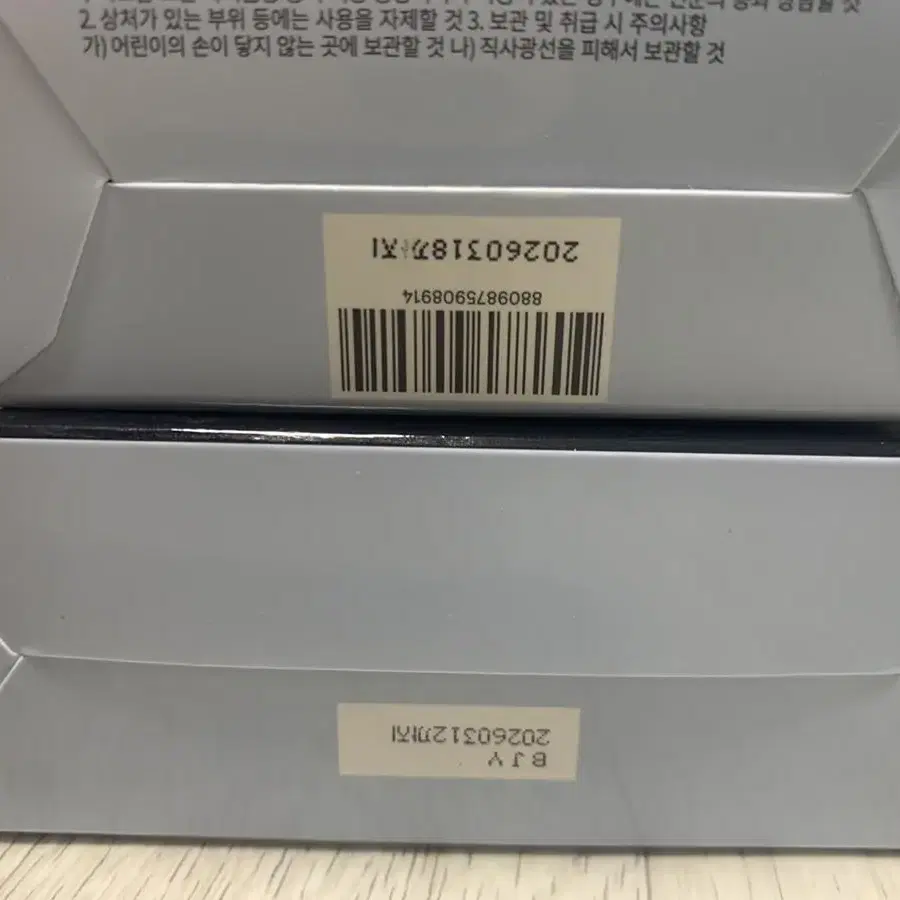 2. 상처가 있는 부위 등에는 사용을 자제할 것 3. 보관 및 취급 시 주의사항
가) 어린이의 손이 닿지 않는 곳에 보관할 것 나) 직사광선을 피해서 보관할 것
8809875908914
20260318까지
BJY
20260312까지